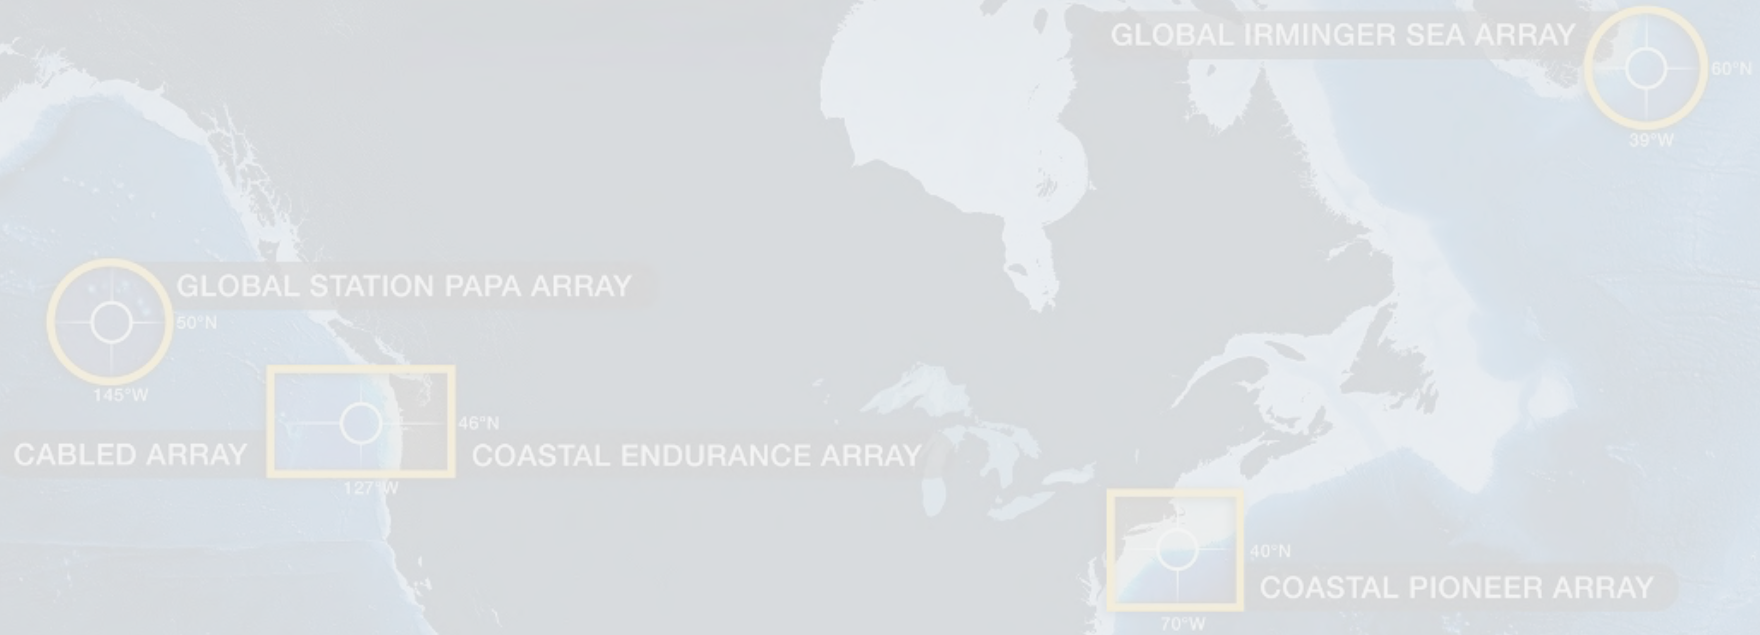 GLOBAL IRMINGER SEA ARRAY
60°N
39°W
GLOBAL STATION PAPA ARRAY
50°N
145°W
46°N
CABLED ARRAY
COASTAL ENDURANCE ARRAY
127°W
40°N
COASTAL PIONEER ARRAY
70°W